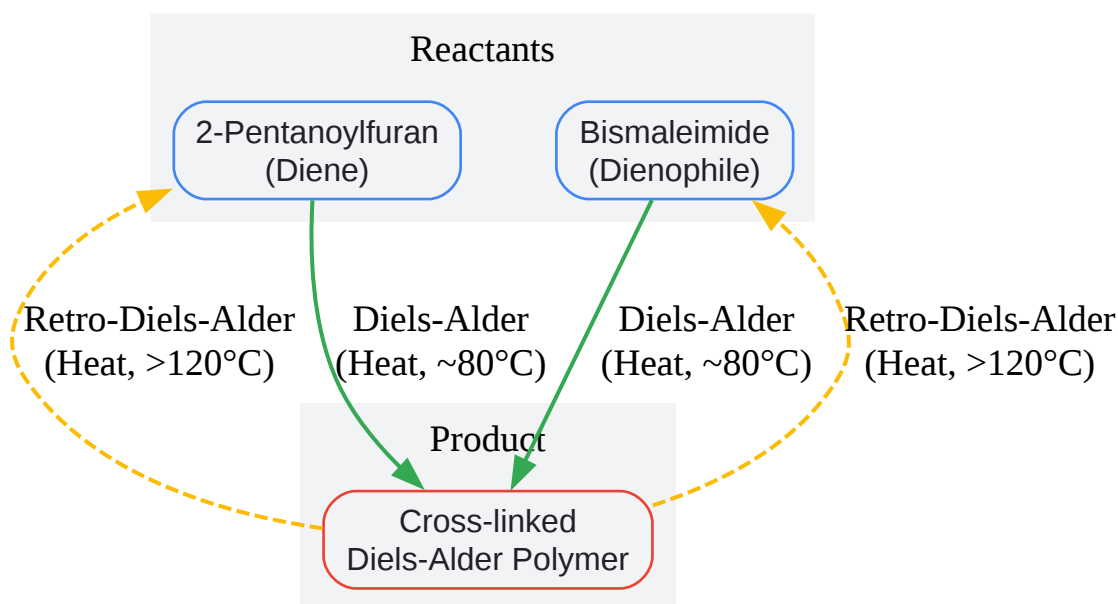 Reactants
2-Pentanoylfuran
(Diene)
Bismaleimide
(Dienophile)
Retro-Diels-Alder
(Heat, >120°C)
Diels-Alder
(Heat, ~80°C)
Diels-Alder
(Heat, ~80°C)
Retro-Diels-Alder
(Heat, >120°C)
Product
Cross-linked
Diels-Alder Polymer